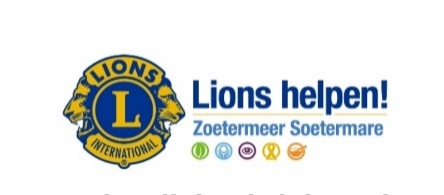 LIONS
L
INTERNATIONAL
Lions helpen!
Zoetermeer Soetermare